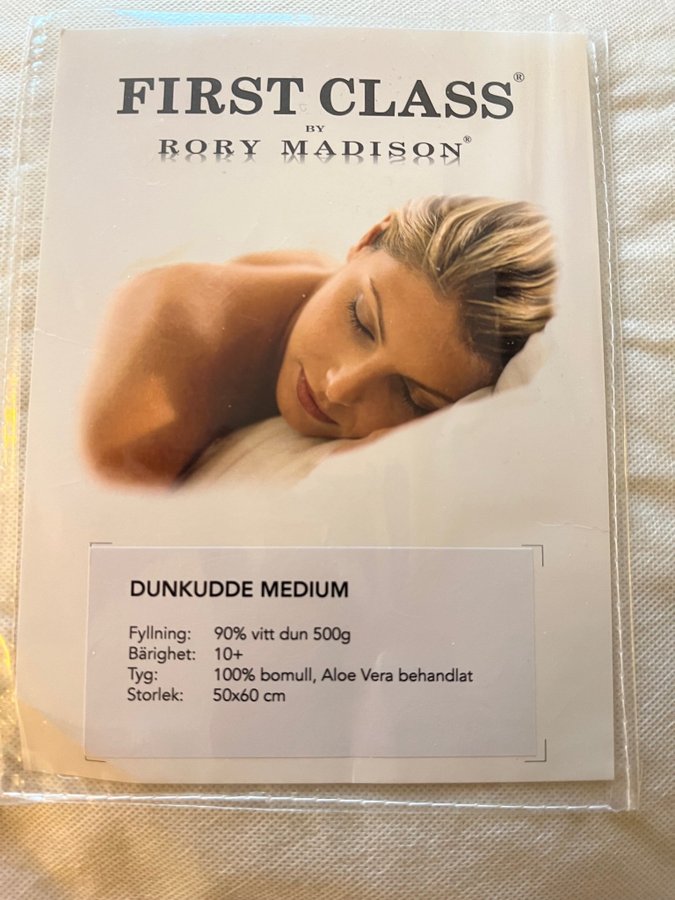 FIRST CLASS®
BY
RORY MADISON®
DUNKUDDE MEDIUM
Fyllning: 90% vitt dun 500g
Bärighet: 10+
Tyg: 100% bomull, Aloe Vera behandlat
Storlek: 50x60 cm